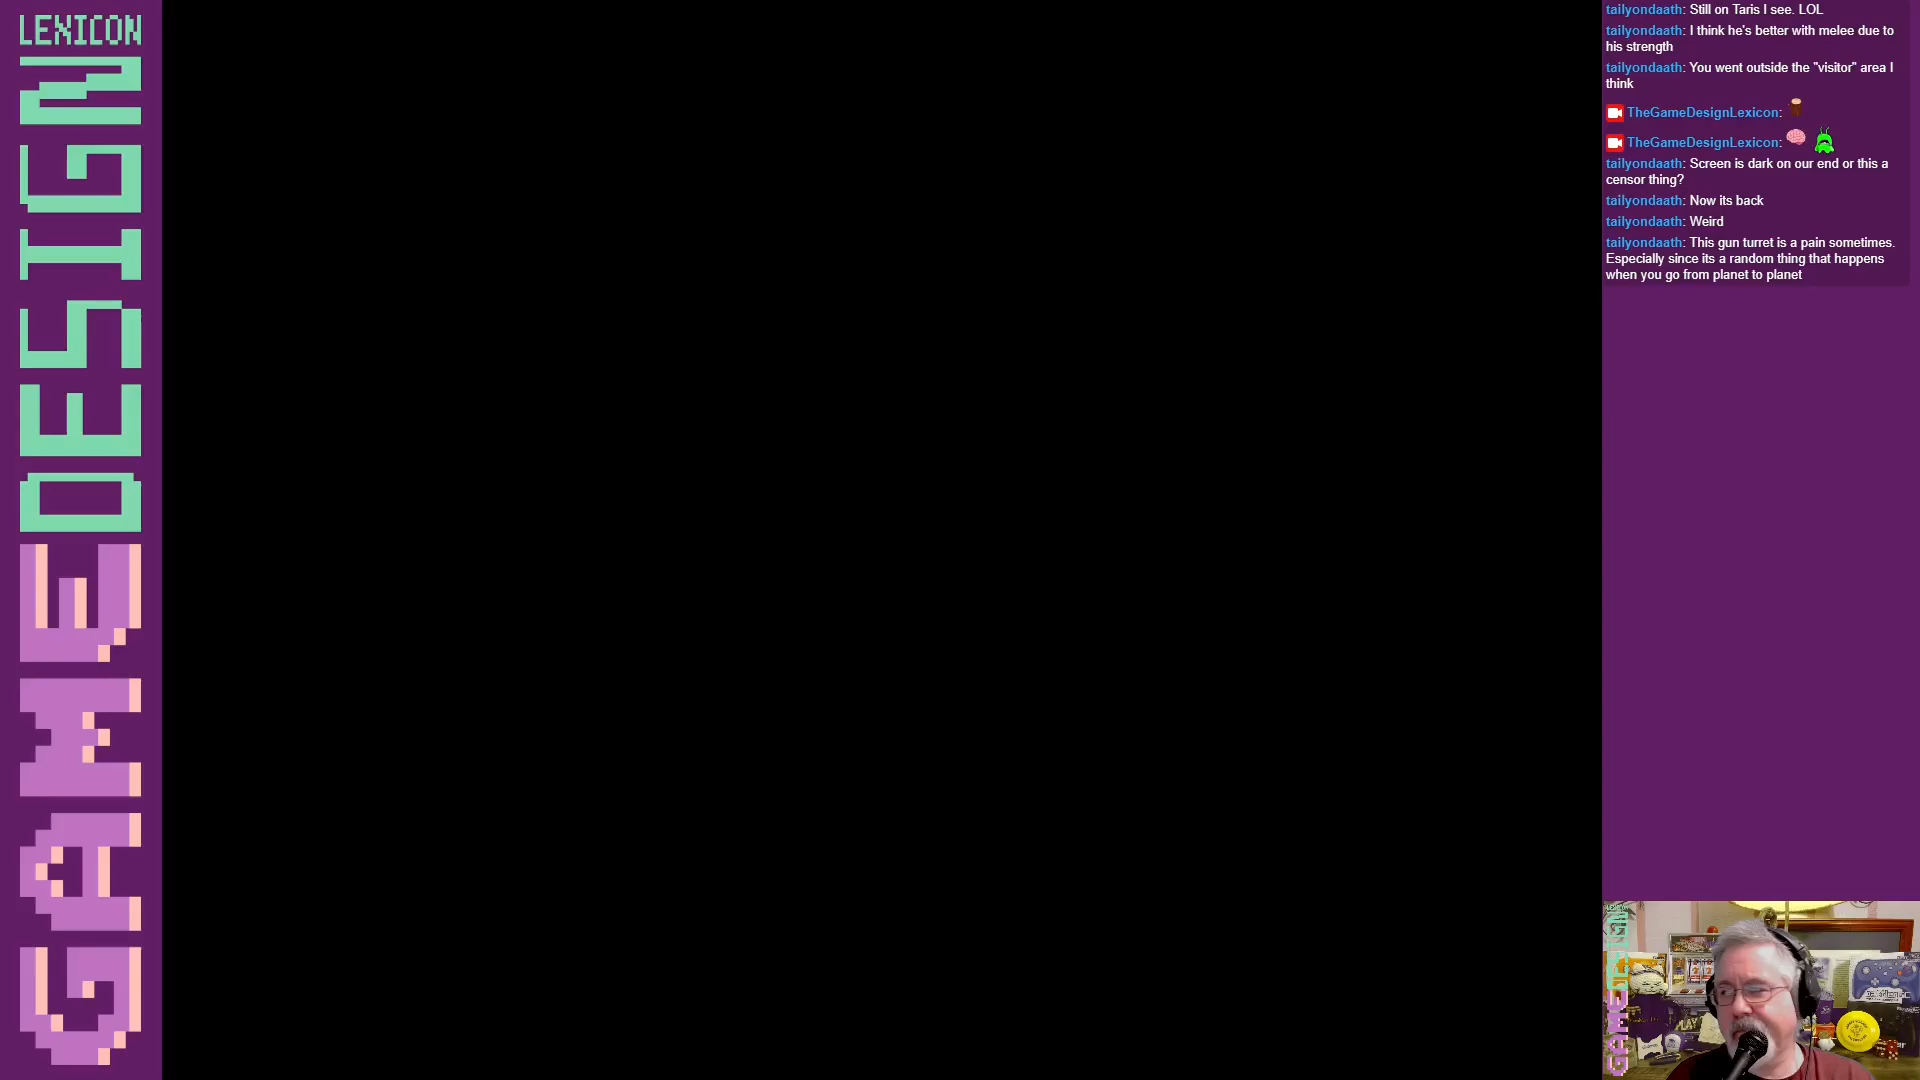 LEXICON
GAME DESIGN
tailyondaath: Still on Taris I see. LOL
tailyondaath: I think he's better with melee due to
his strength
tailyondaath: You went outside the "visitor" area I
think
TheGameDesignLexicon:
TheGameDesignLexicon:
tailyondaath: Screen is dark on our end or this a
censor thing?
tailyondaath: Now its back
tailyondaath: Weird
tailyondaath: This gun turret is a pain sometimes.
Especially since its a random thing that happens
when you go from planet to planet
LEXICON
GAME DESIGN